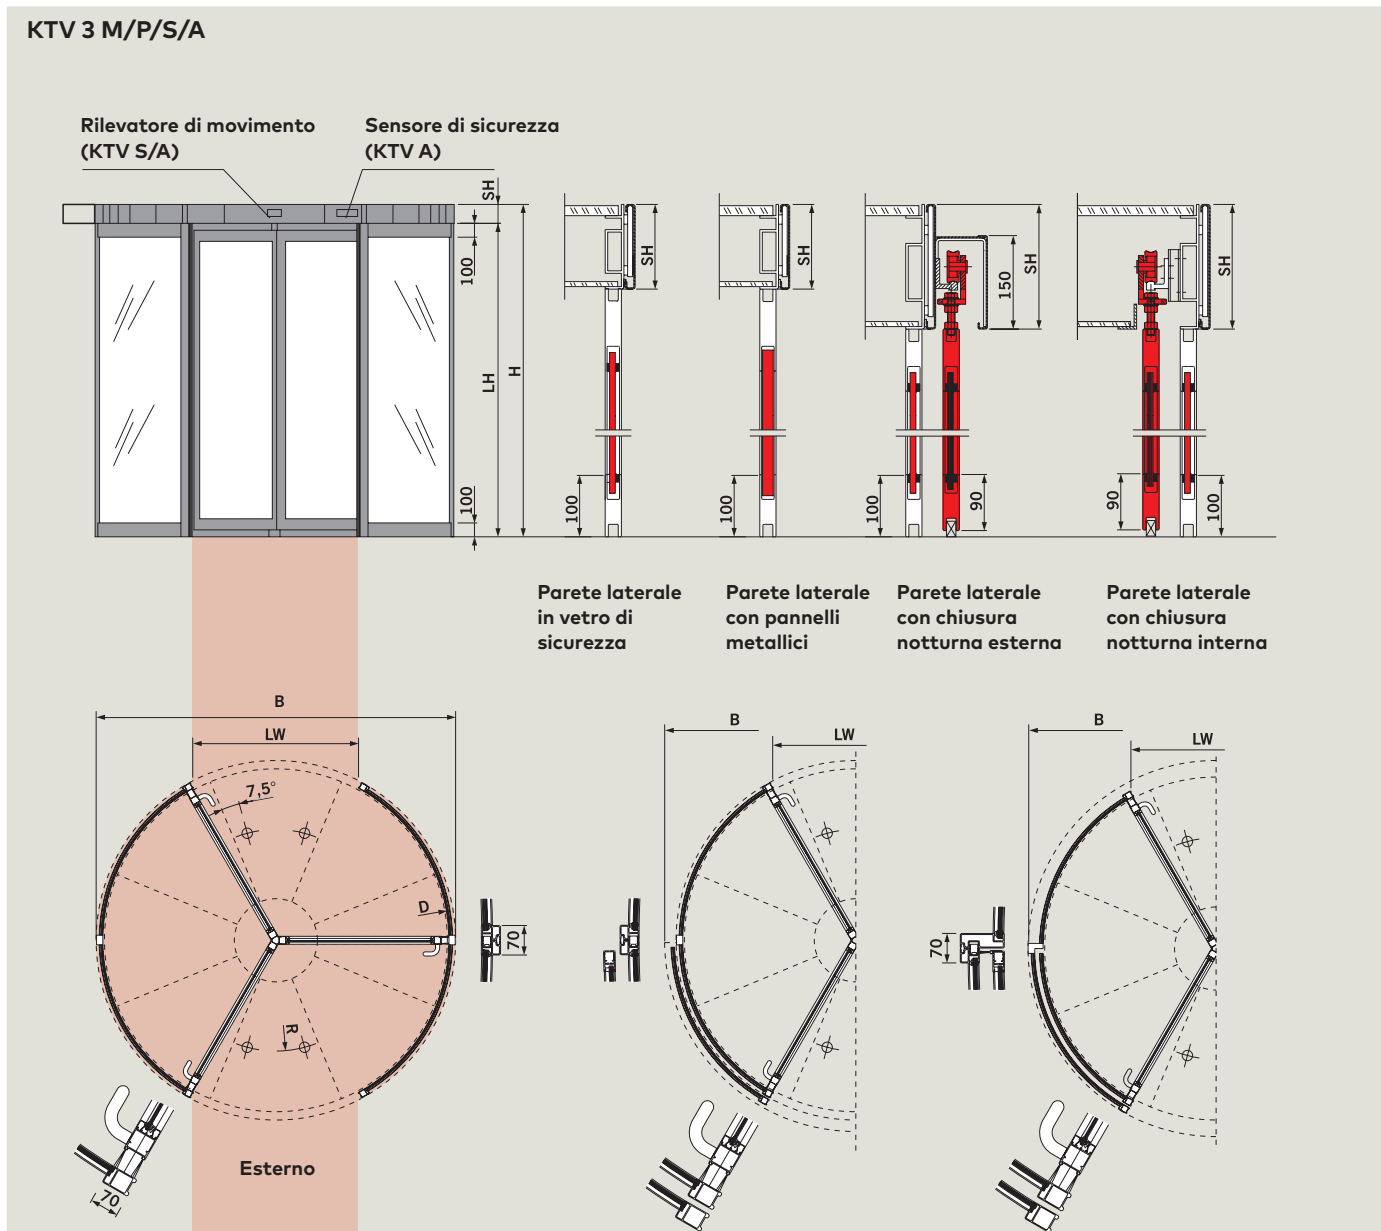 KTV 3 M/P/S/A
Rilevatore di movimento
(KTV S/A)
Sensore di sicurezza
(KTV A)
SH
100
LH
H
100
SH
100
SH
100
SH
150
100
90
SH
90
100
Parete laterale
in vetro di
sicurezza
Parete laterale
con pannelli
metallici
Parete laterale
con chiusura
notturna esterna
Parete laterale
con chiusura
notturna interna
B
LW
7,5°
D
R
70
70
Esterno
B
LW
B
LW
70